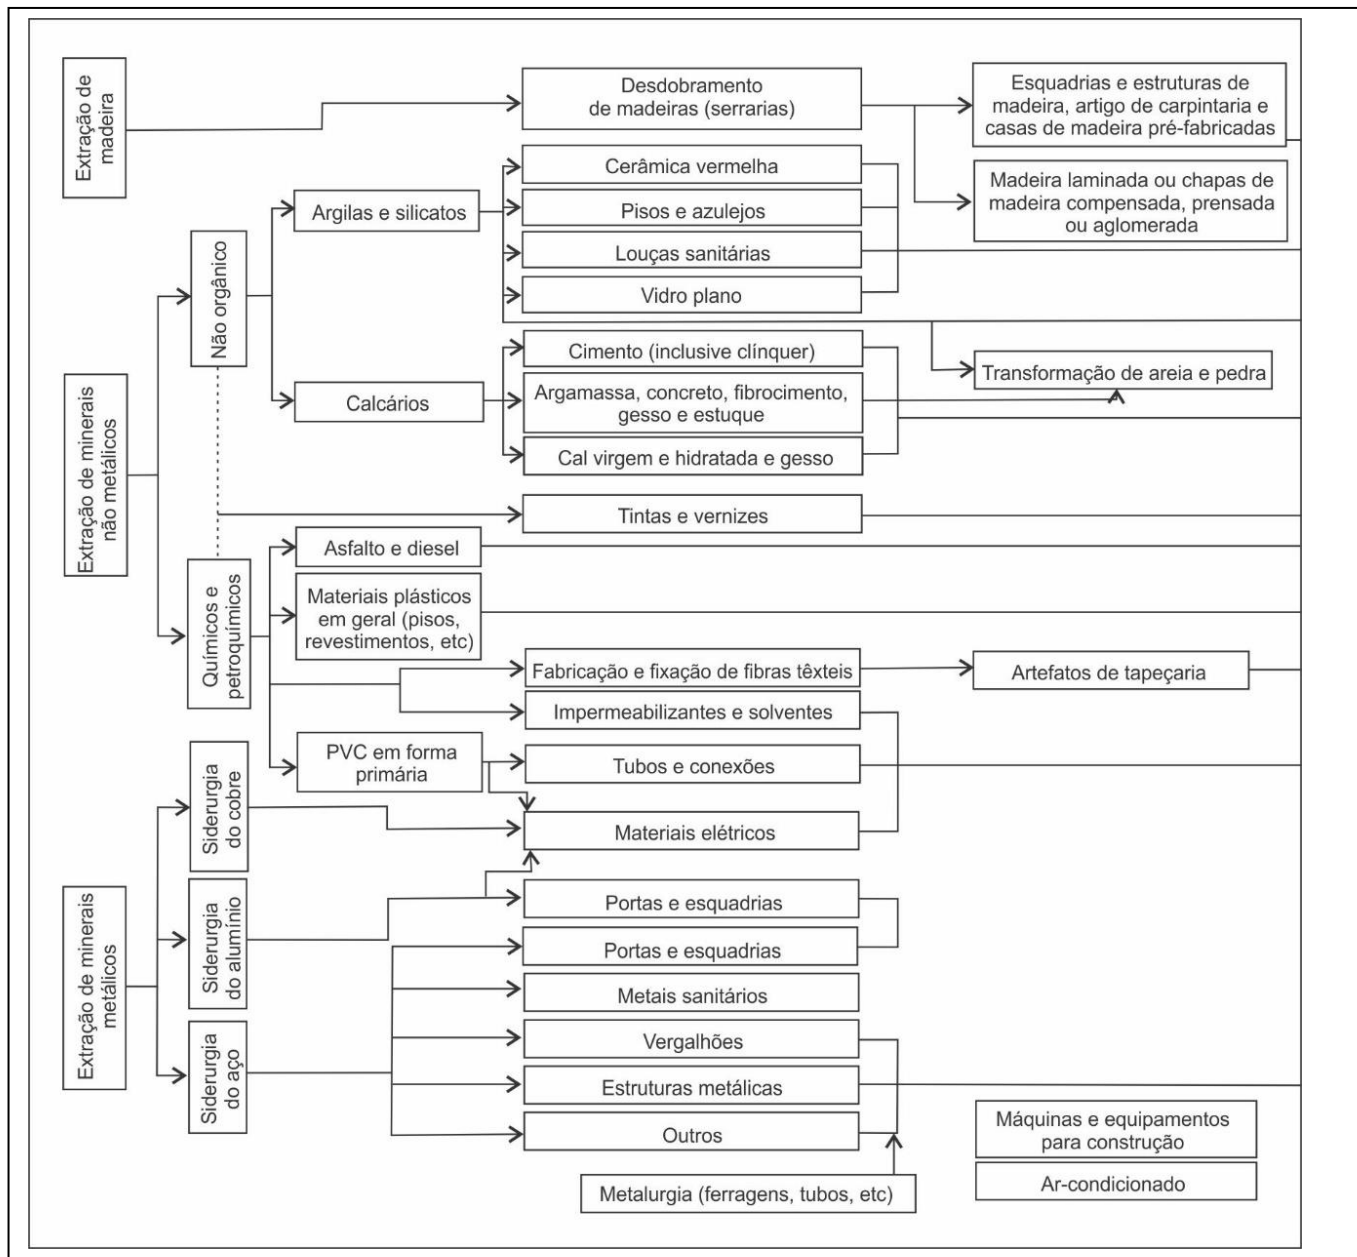 Extração de
madeira
Desdobramento
de madeiras (serrarias)
Esquadrias e estruturas de
madeira, artigo de carpintaria e
casas de madeira pré-fabricadas
Madeira laminada ou chapas de
madeira compensada, prensada
ou aglomerada
Extração de minerais
não metálicos
Não orgânico
Argilas e silicatos
Cerâmica vermelha
Pisos e azulejos
Louças sanitárias
Vidro plano
Calcários
Cimento (inclusive clínquer)
Argamassa, concreto, fibrocimento,
gesso e estuque
Cal virgem e hidratada e gesso
Transformação de areia e pedra
Tintas e vernizes
Químicos e
petroquímicos
Asfalto e diesel
Materiais plásticos
em geral (pisos,
revestimentos, etc)
Fabricação e fixação de fibras têxteis
Artefatos de tapeçaria
Impermeabilizantes e solventes
PVC em forma
primária
Tubos e conexões
Materiais elétricos
Extração de minerais
metálicos
Siderurgia
do cobre
Siderurgia
do alumínio
Siderurgia
do aço
Portas e esquadrias
Portas e esquadrias
Metais sanitários
Vergalhões
Estruturas metálicas
Outros
Metalurgia (ferragens, tubos, etc)
Máquinas e equipamentos
para construção
Ar-condicionado